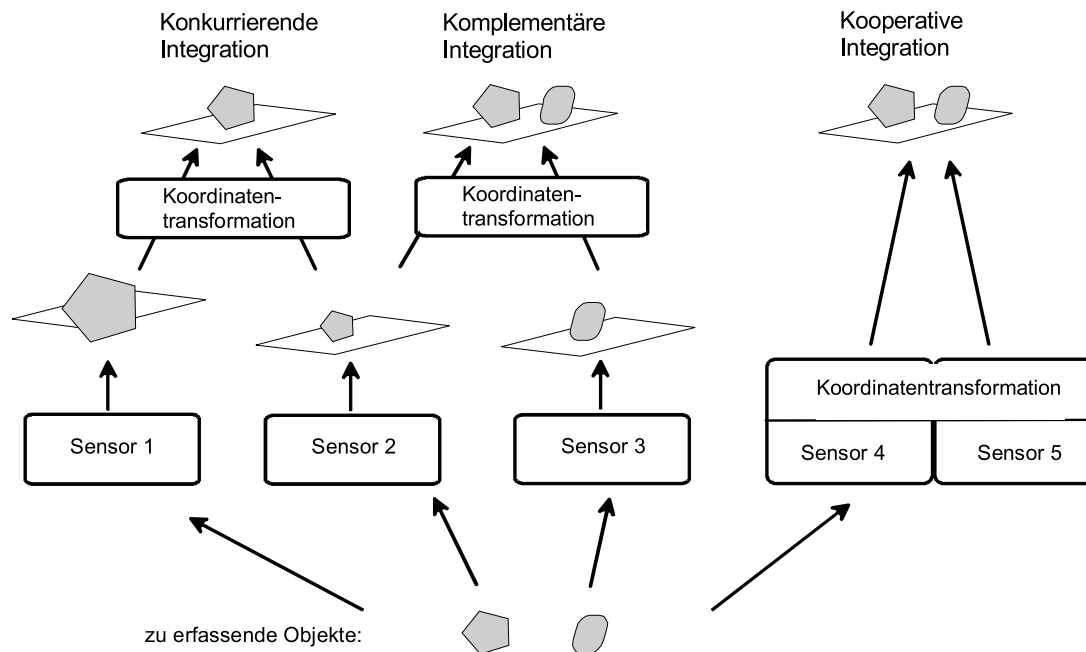 Konkurrierende
Integration
Komplementäre
Integration
Kooperative
Integration
Koordinaten-
transformation
Koordinaten-
transformation
Koordinatentransformation
Sensor 1
Sensor 2
Sensor 3
Sensor 4
Sensor 5
zu erfassende Objekte: